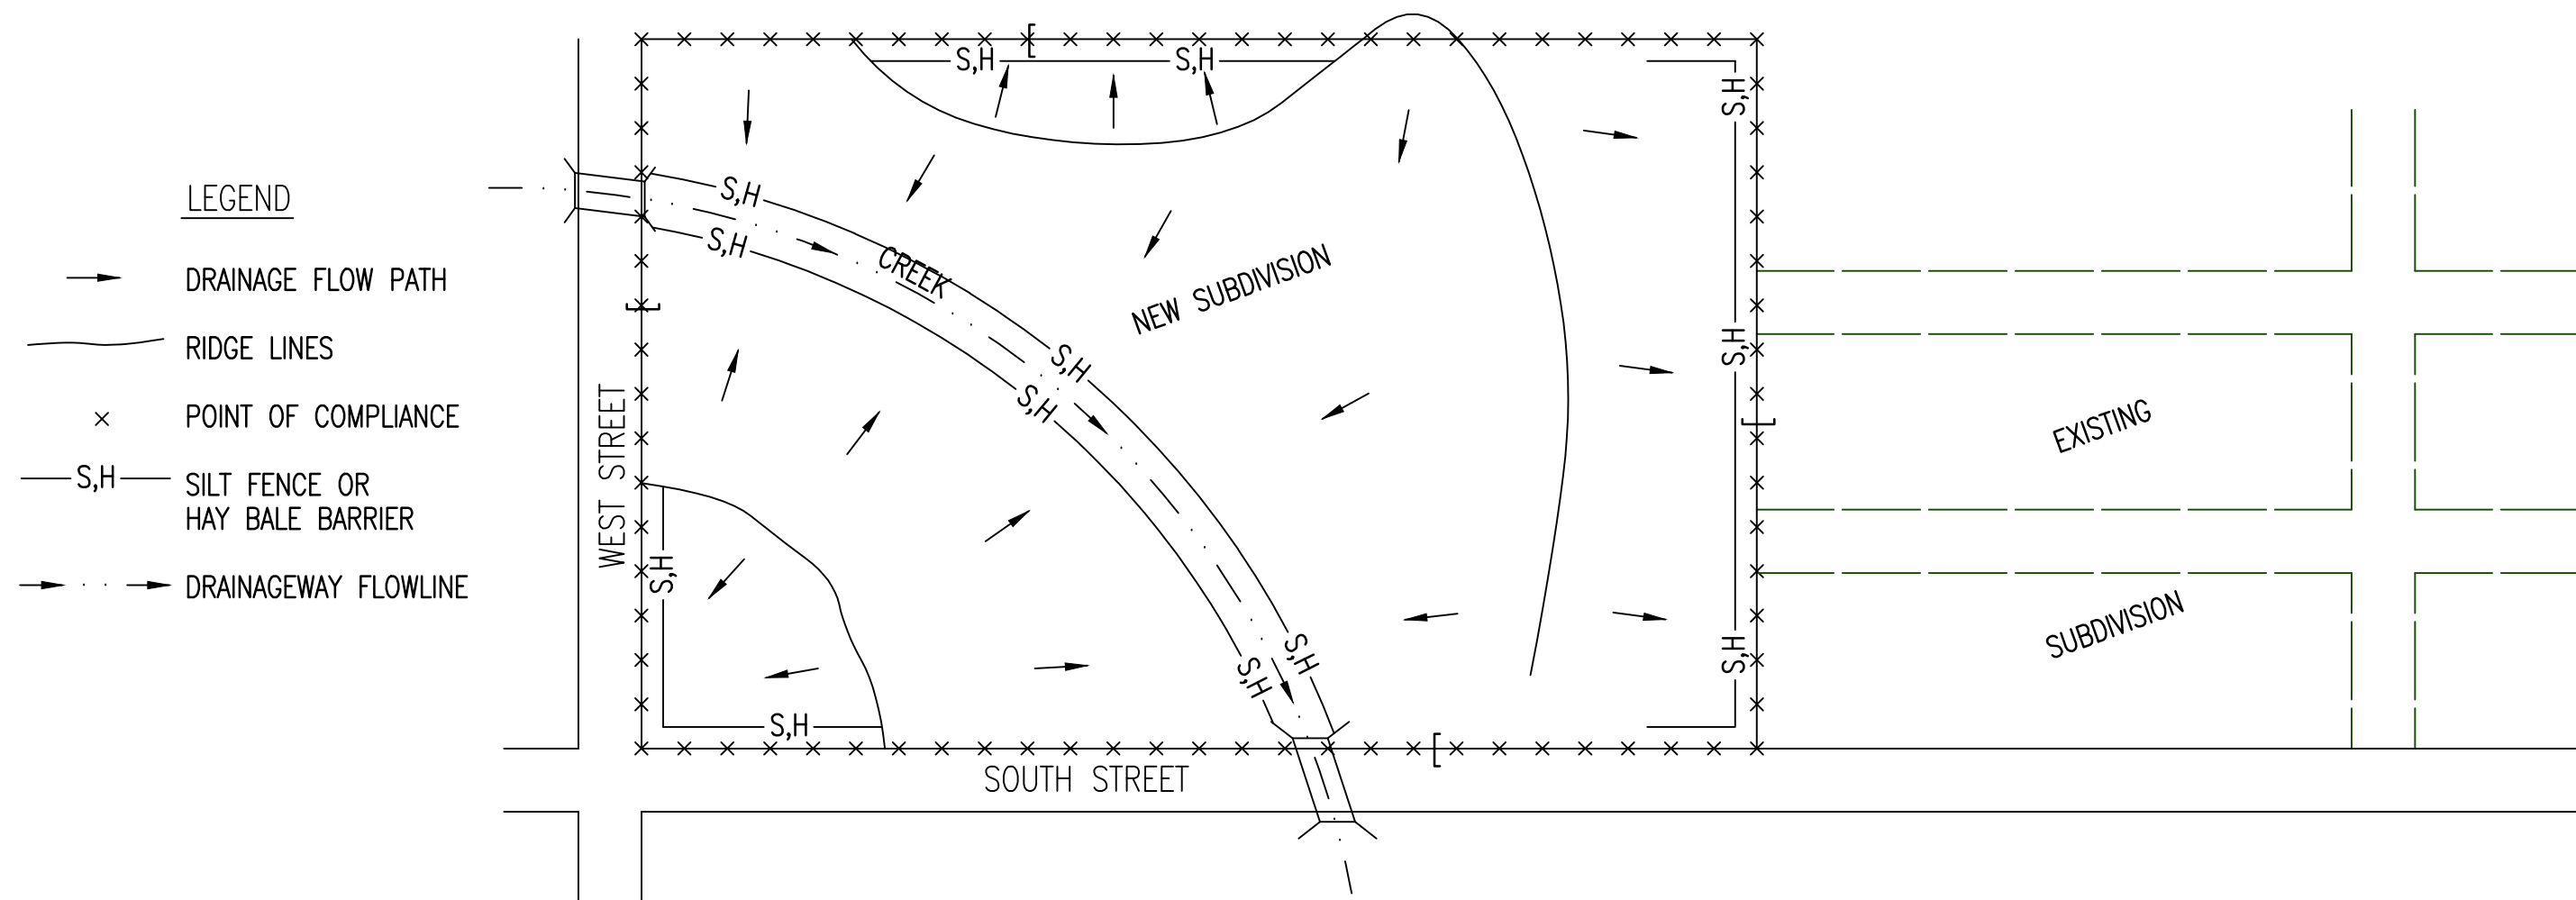 LEGEND
DRAINAGE FLOW PATH
RIDGE LINES
POINT OF COMPLIANCE
S,H
SILT FENCE OR
HAY BALE BARRIER
DRAINAGEWAY FLOWLINE
S,H
S,H
S,H
S,H
S,H
CREEK
NEW SUBDIVISION
S,H
S,H
S,H
WEST STREET
EXISTING
S,H
S,H
S,H
S,H
S,H
SUBDIVISION
SOUTH STREET